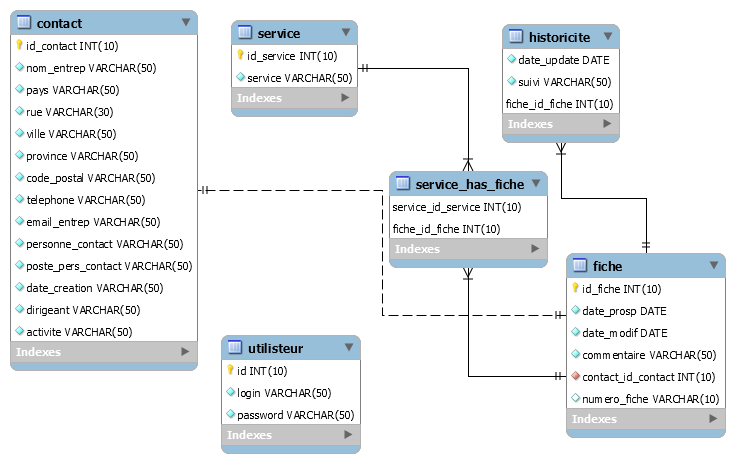 contact
id_contact INT(10)
nom_entrep VARCHAR(50)
pays VARCHAR(50)
rue VARCHAR(30)
ville VARCHAR(50)
province VARCHAR(50)
code_postal VARCHAR(50)
telephone VARCHAR(50)
email_entrep VARCHAR(50)
personne_contact VARCHAR(50)
poste_pers_contact VARCHAR(50)
date_creation VARCHAR(50)
dirigeant VARCHAR(50)
activite VARCHAR(50)
Indexes
service
id_service INT(10)
service VARCHAR(50)
Indexes
historicite
date_update DATE
suivi VARCHAR(50)
fiche_id_fiche INT(10)
Indexes
service_has_fiche
service_id_service INT(10)
fiche_id_fiche INT(10)
Indexes
fiche
id_fiche INT(10)
date_prosp DATE
date_modif DATE
commentaire VARCHAR(50)
contact_id_contact INT(10)
numero_fiche VARCHAR(10)
Indexes
utilisteur
id INT(10)
login VARCHAR(50)
password VARCHAR(50)
Indexes